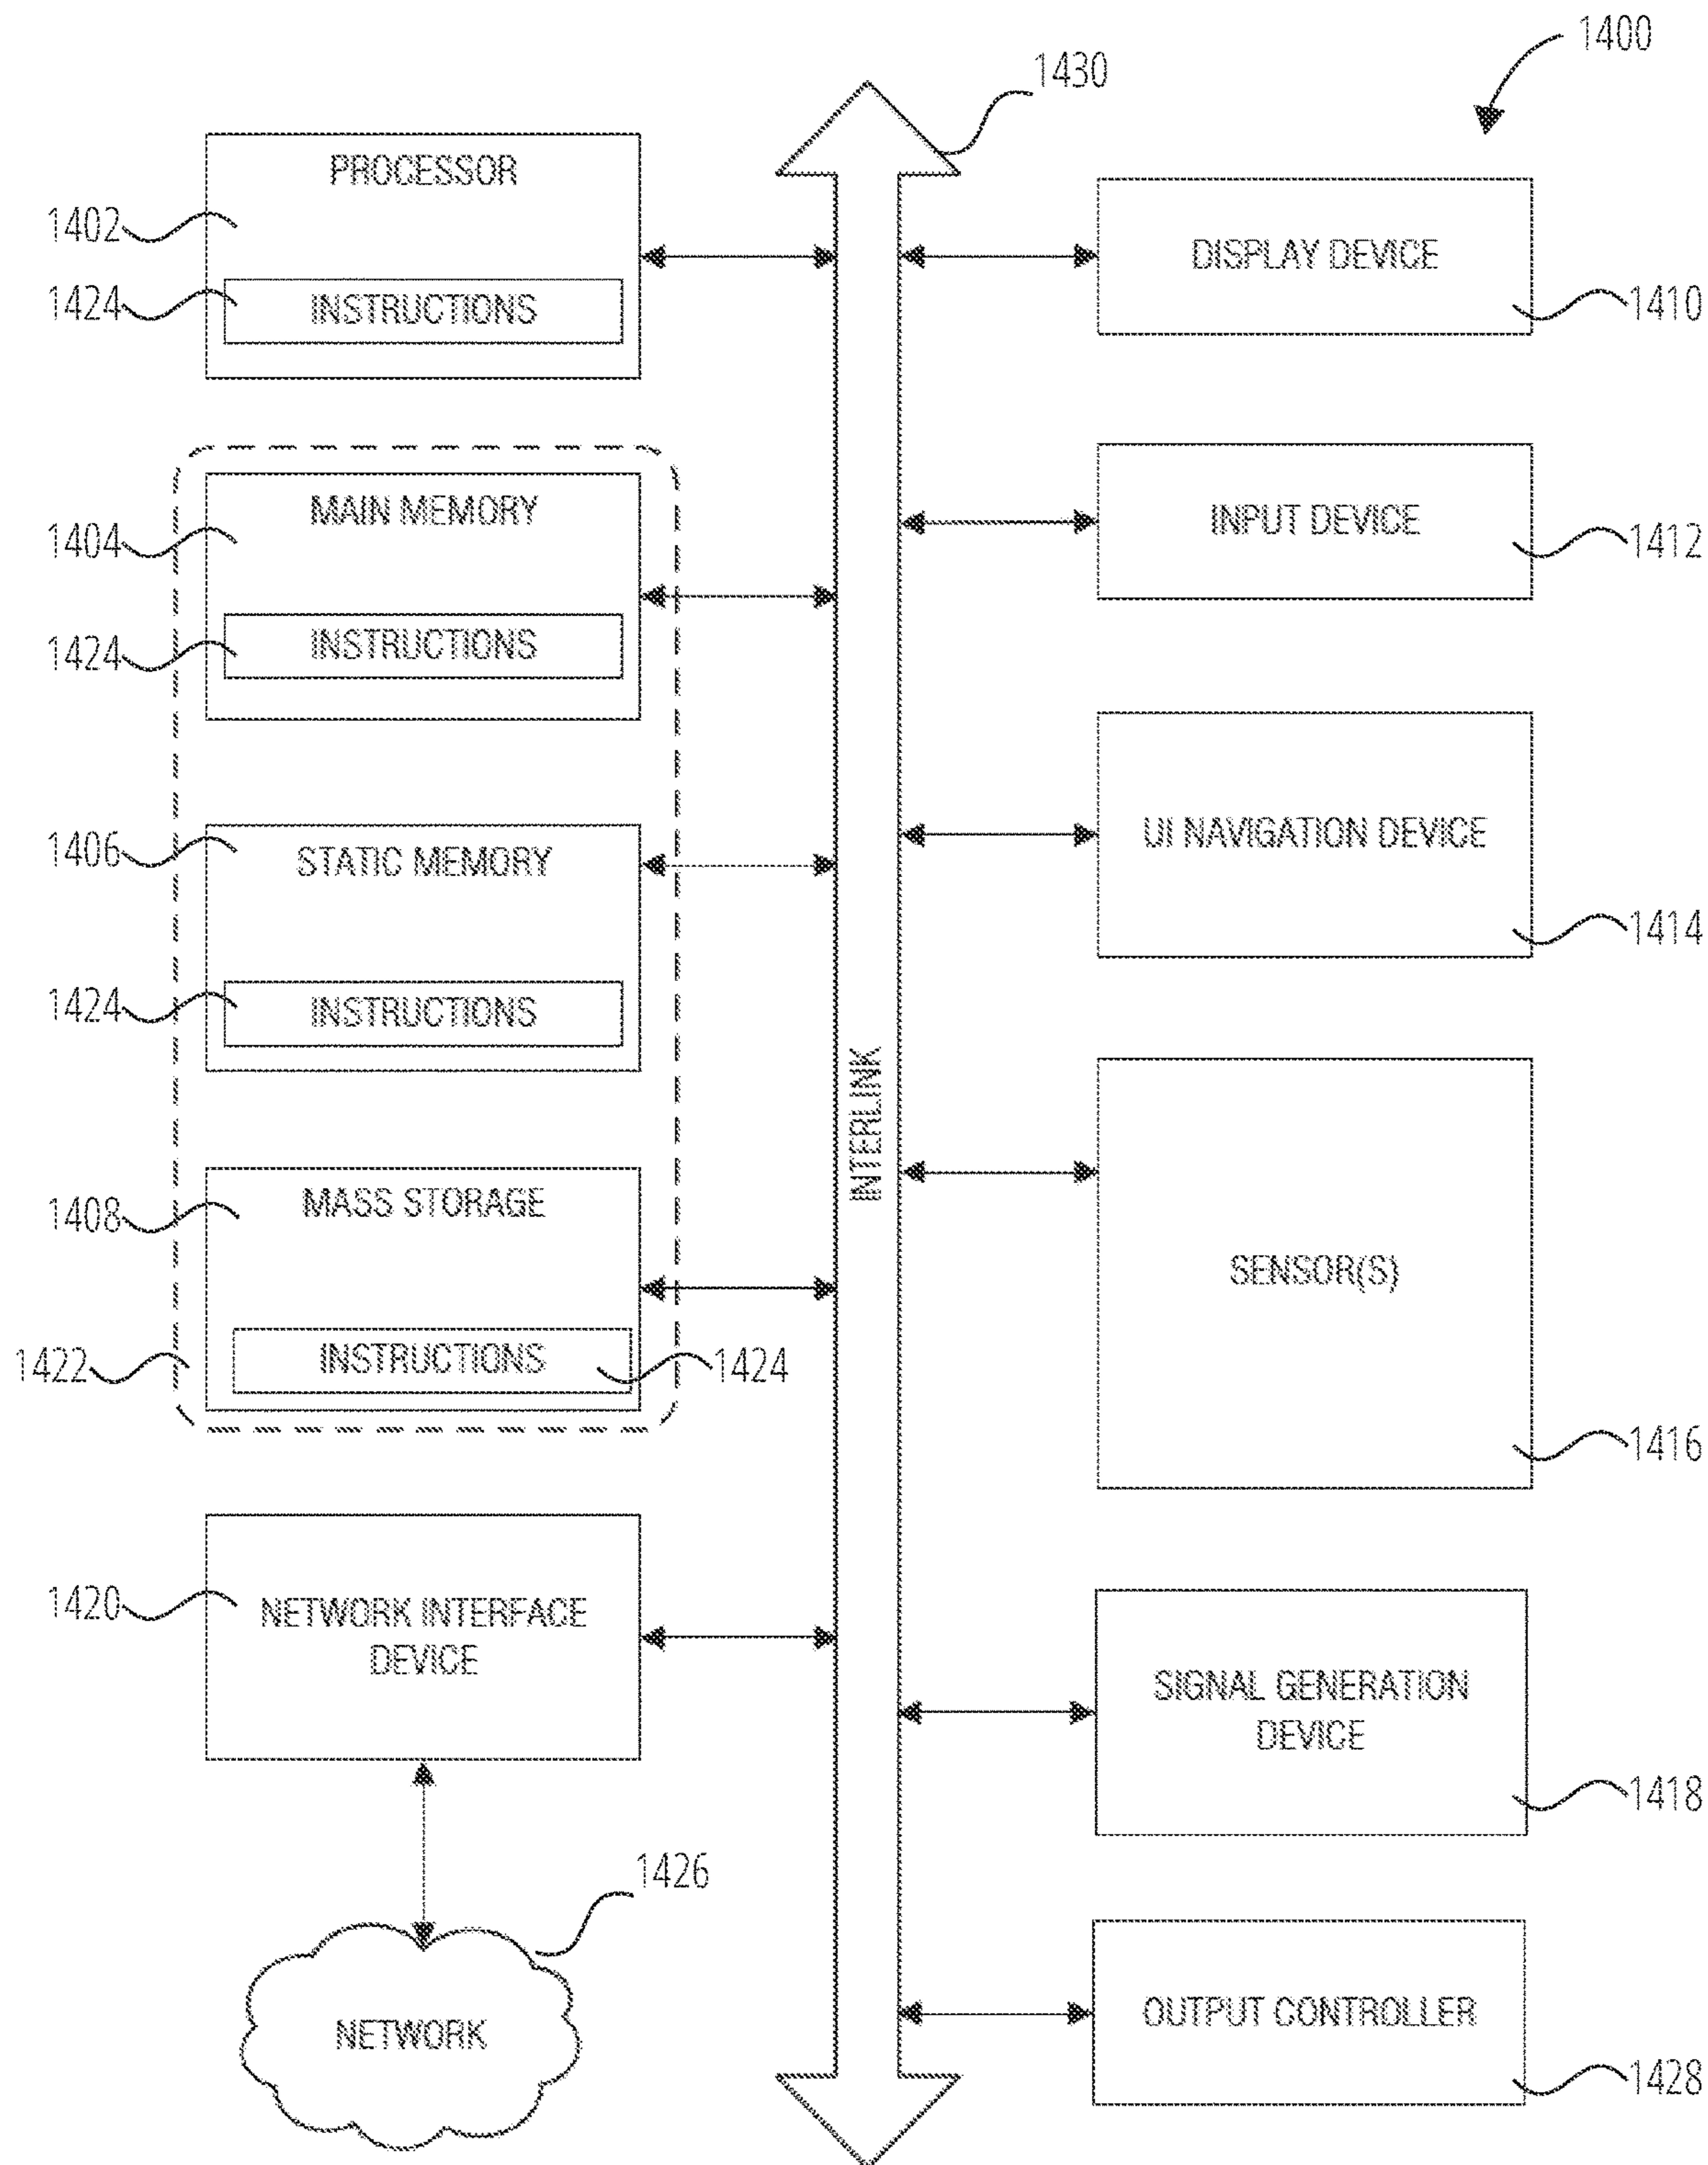 1400
1430
PROCESSOR
1402
1424
INSTRUCTIONS
DISPLAY DEVICE
1410
MAIN MEMORY
1404
1424
INSTRUCTIONS
INPUT DEVICE
1412
1406
STATIC MEMORY
1424
INSTRUCTIONS
UI NAVIGATION DEVICE
1414
INTERLINK
1408
MASS STORAGE
1422
INSTRUCTIONS
1424
SENSOR(S)
1416
1420
NETWORK INTERFACE
DEVICE
SIGNAL GENERATION
DEVICE
1418
1426
NETWORK
OUTPUT CONTROLLER
1428